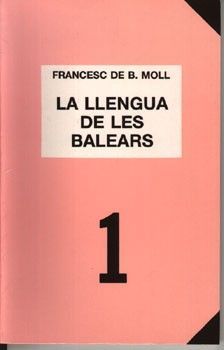 FRANCESC DE B. MOLL
LA LLENGUA
DE LES
BALEARS
1